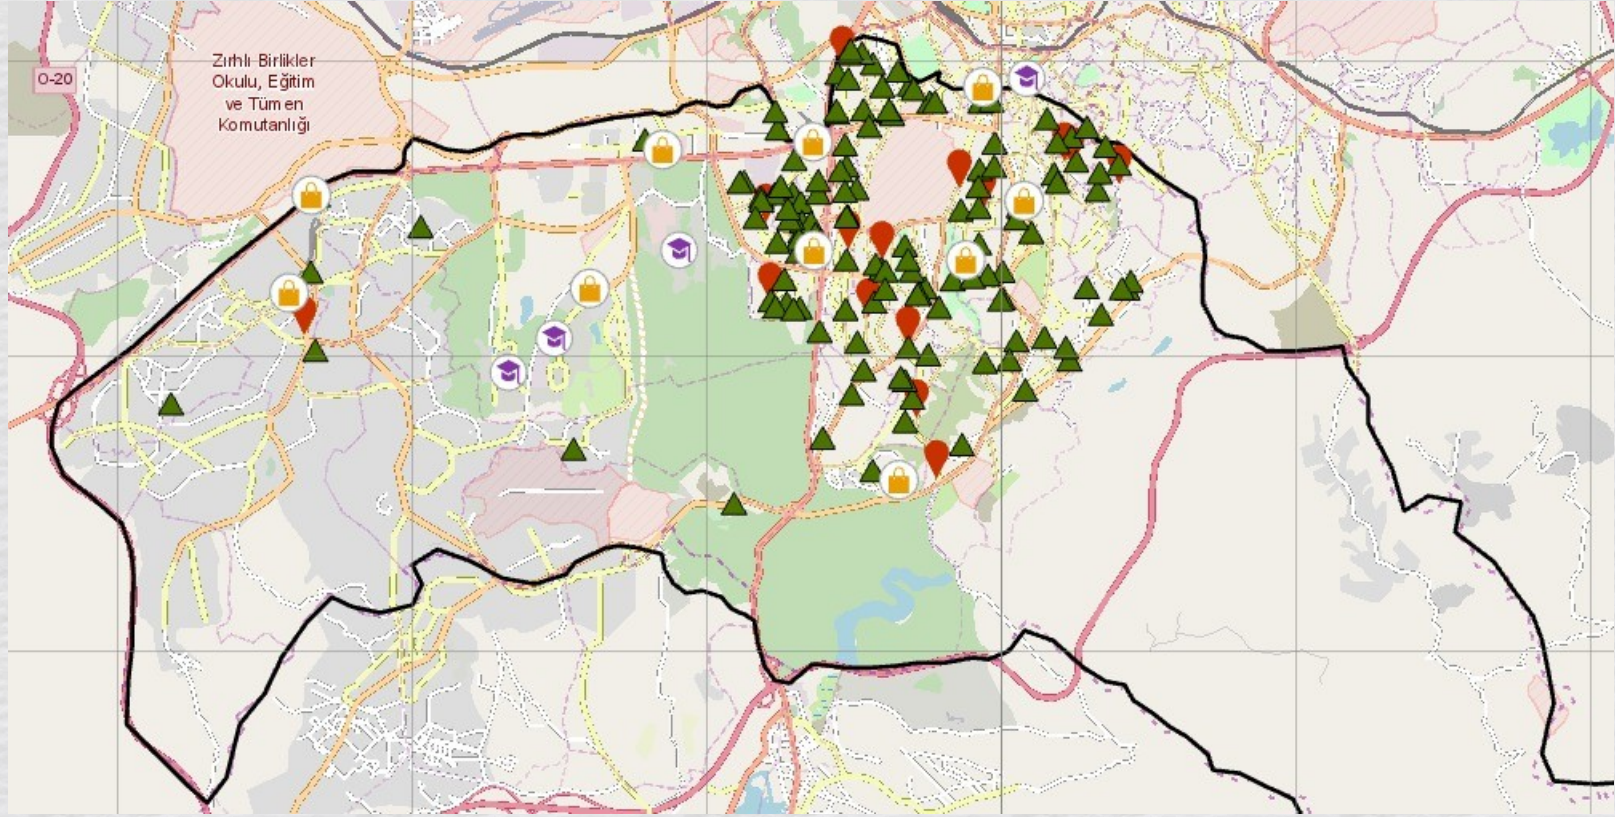 Zırhlı Birlikler
Okulu, Eğitim
ve Tümen
Komutanlığı
O-20